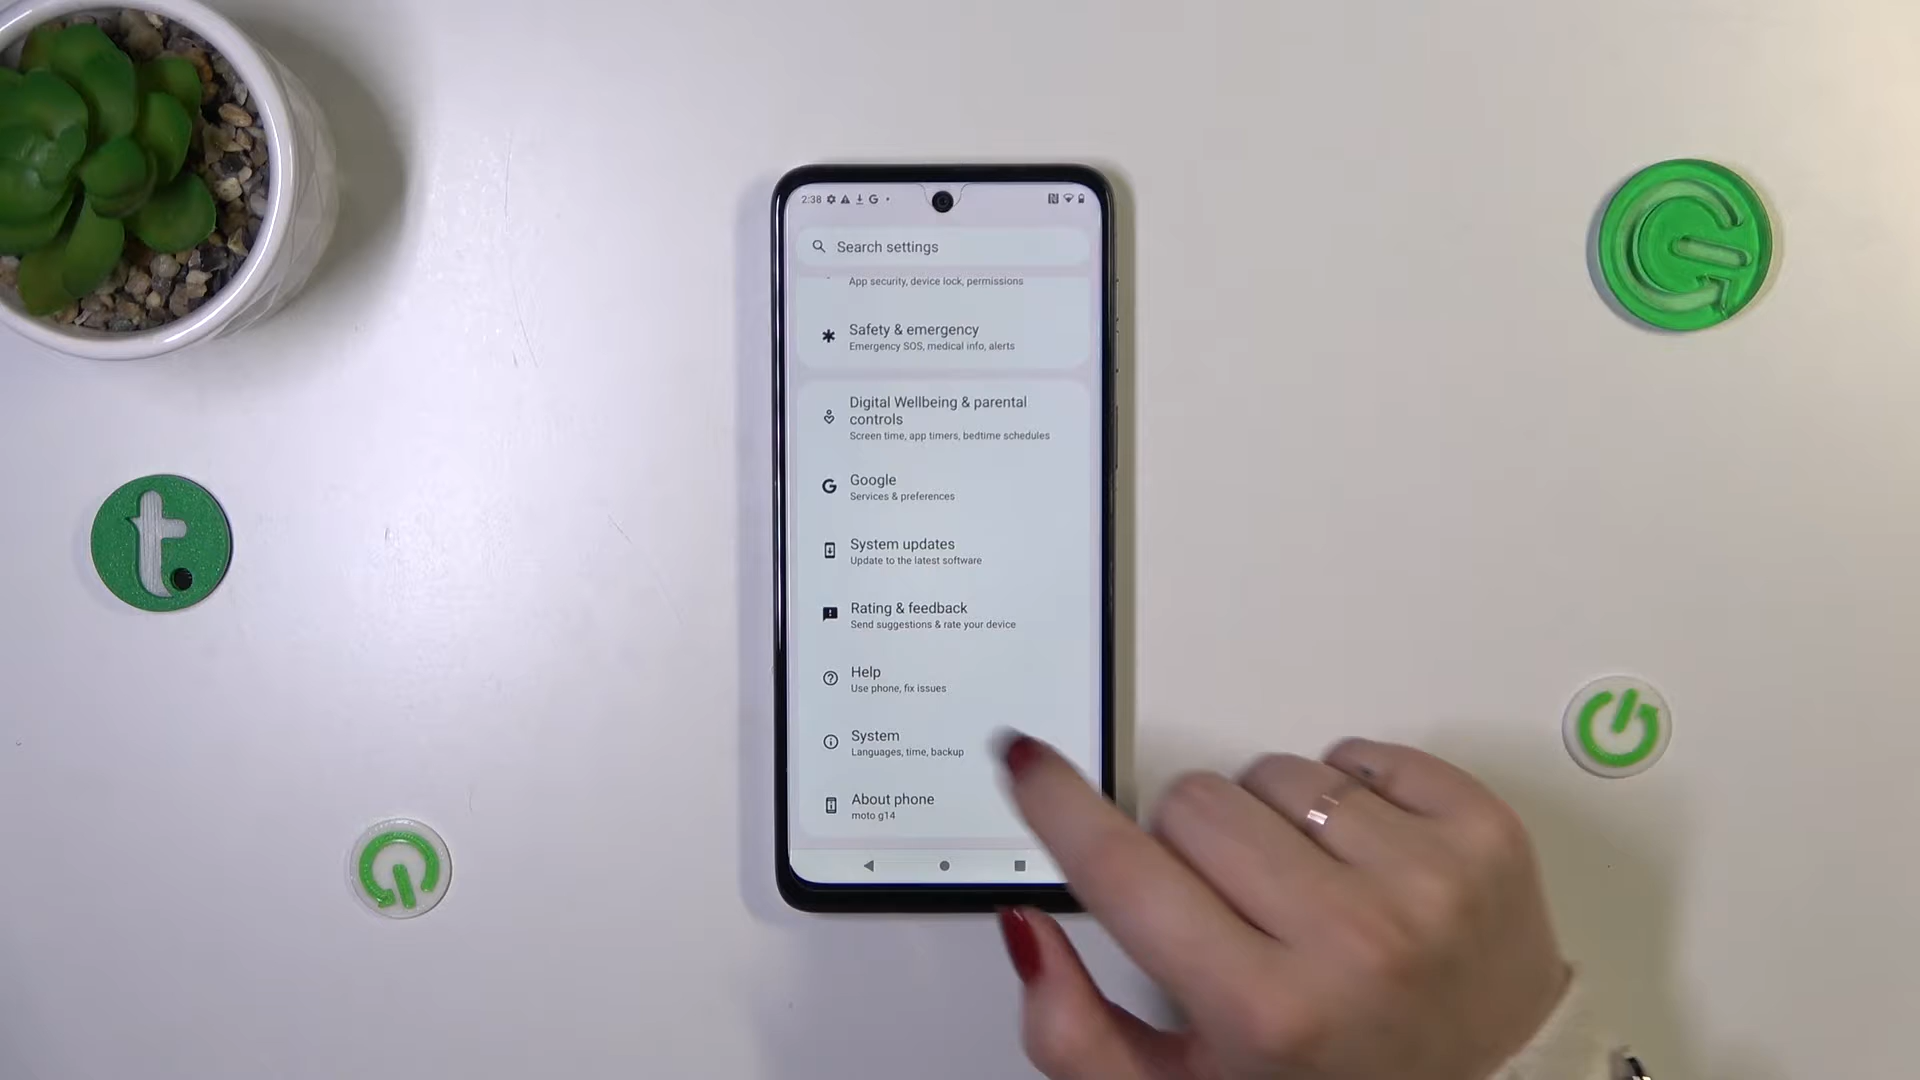 2:38
Search settings
App security, device lock, permissions
Safety & emergency
Emergency SOS, medical info, alerts
Digital Wellbeing & parental
controls
Screen time, app timers, bedtime schedules
Google
Services & preferences
System updates
Update to the latest software
Rating & feedback
Send suggestions & rate your device
Help
Use phone, fix issues
System
Languages, time, backup
About phone
moto g14